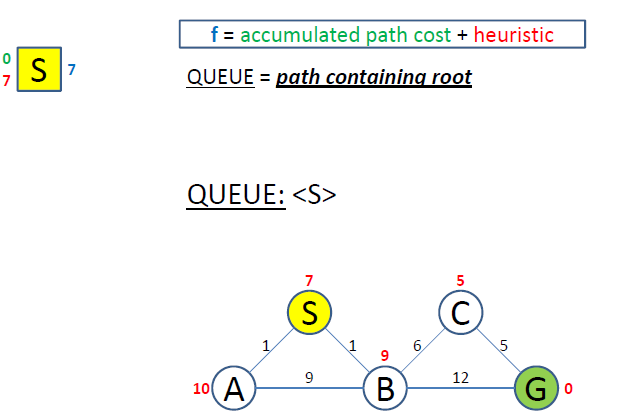 f = accumulated path cost + heuristic
0
7
S
7
QUEUE = path containing root
QUEUE: <S>
7
5
S
C
1
1
9
6
5
10
A
9
B
12
G
0